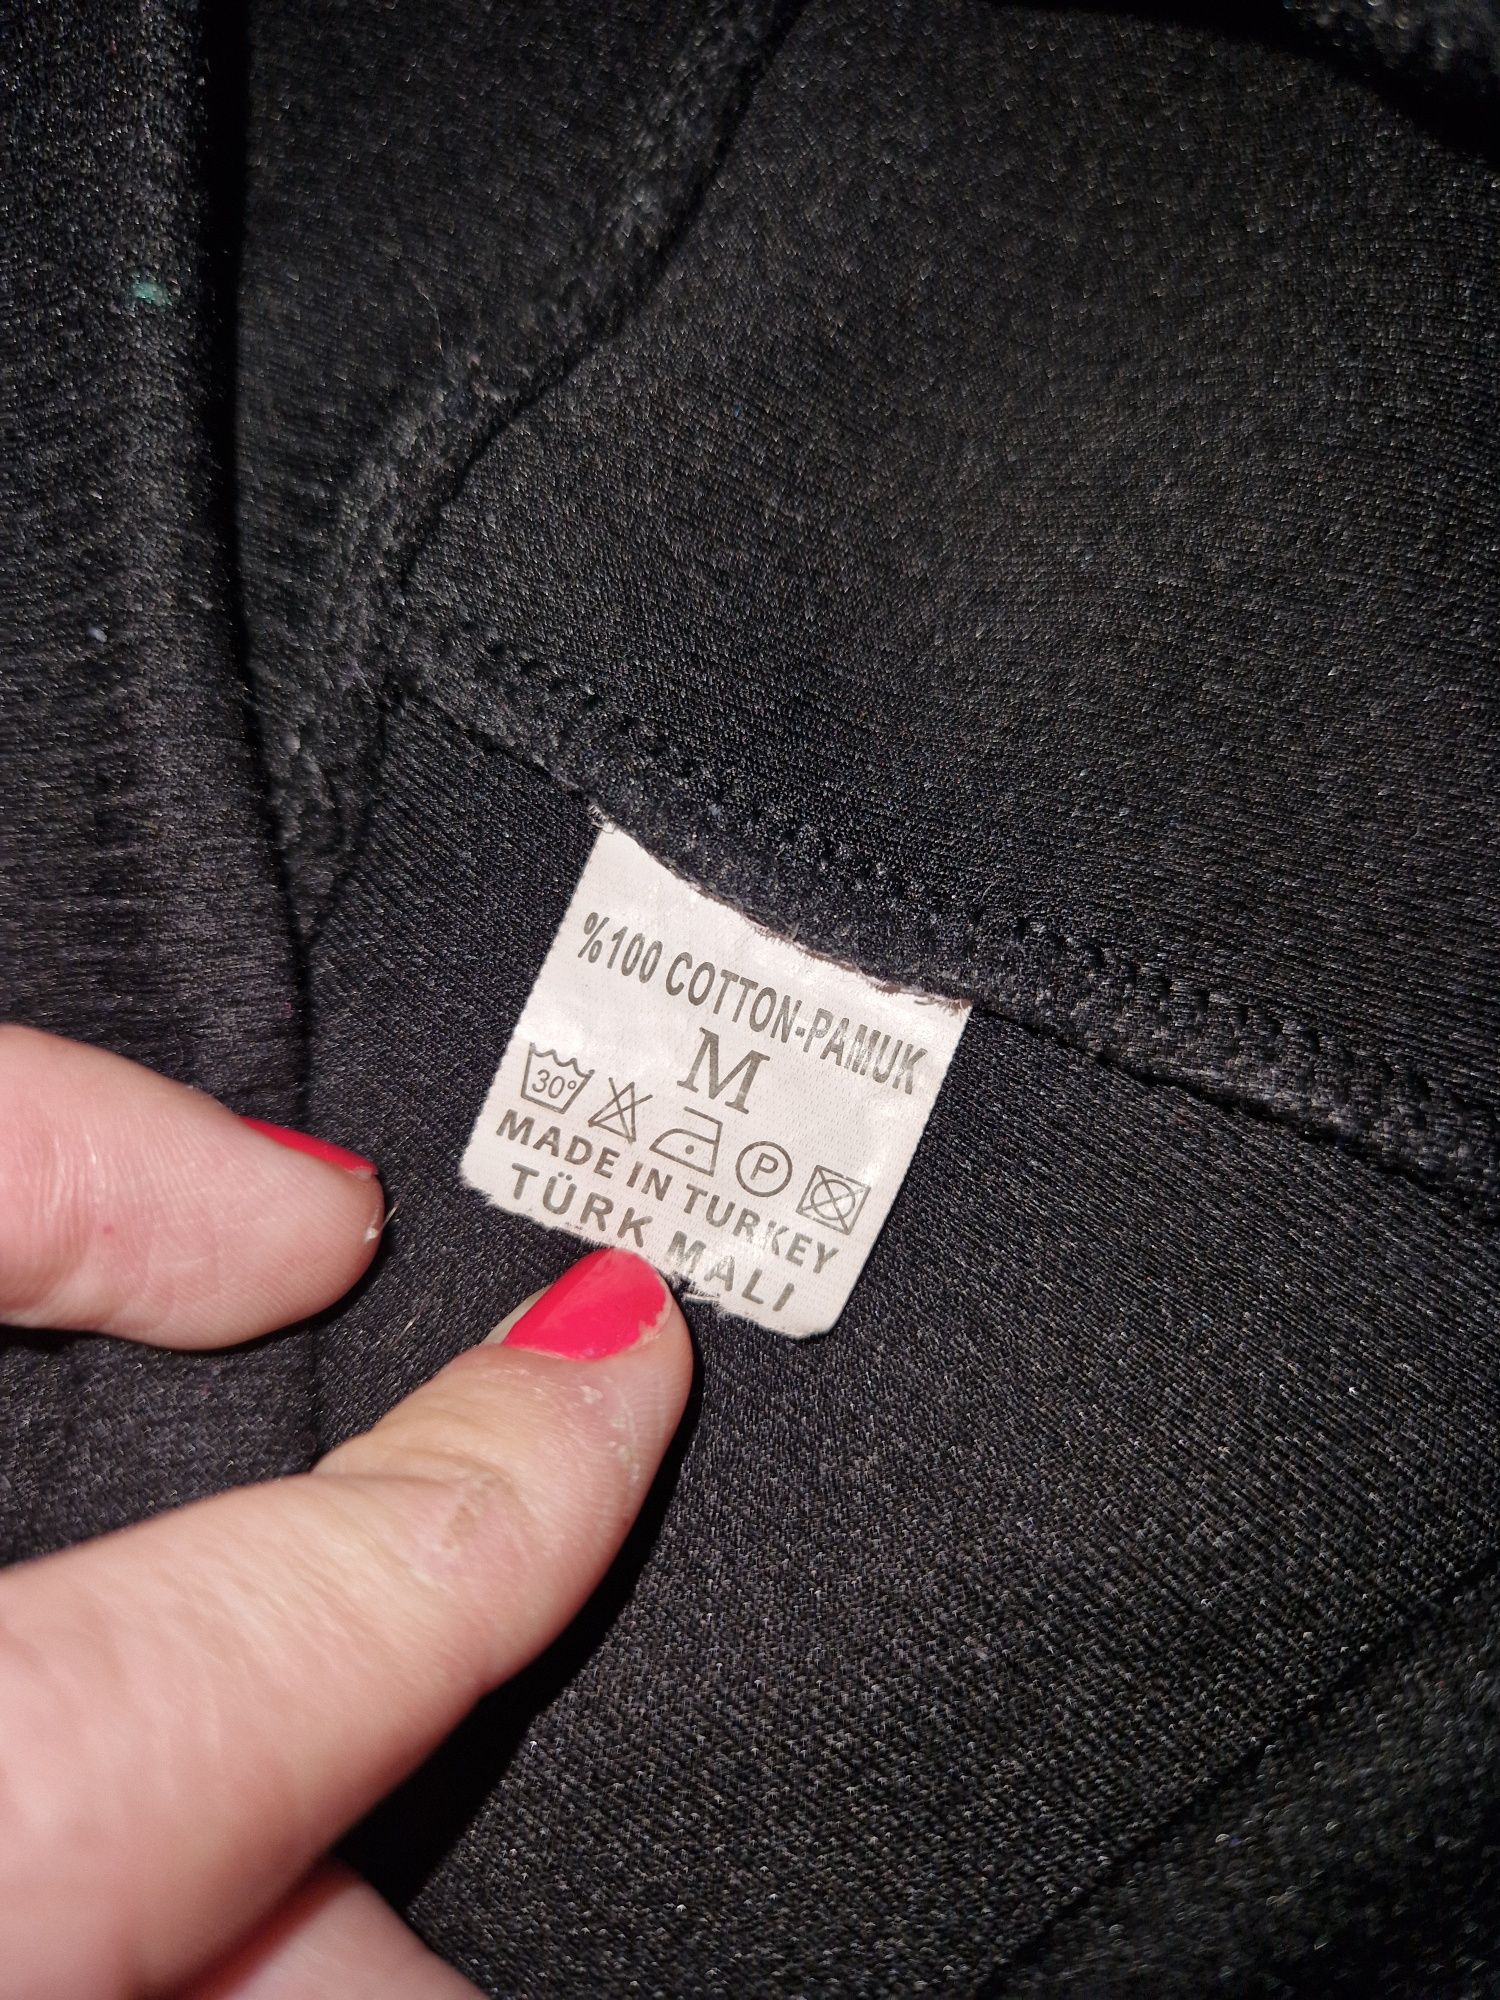 %100 COTTON-PAMUK
M
30° P
MADE IN TURKEY
TÜRK MALI